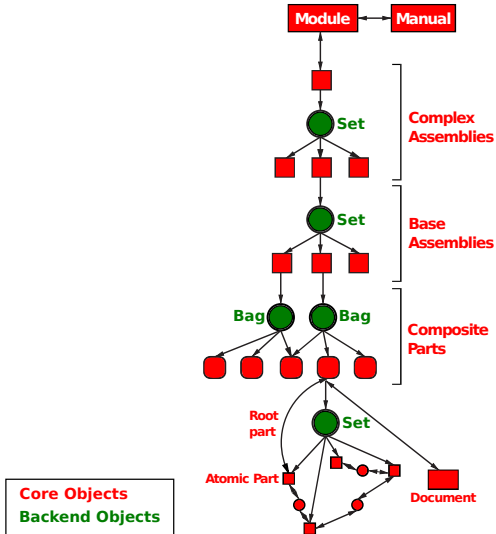 Module
Manual
Set
Complex
Assemblies
Set
Base
Assemblies
Bag
Bag
Composite
Parts
Root
part
Set
Atomic Part
Document
Core Objects
Backend Objects